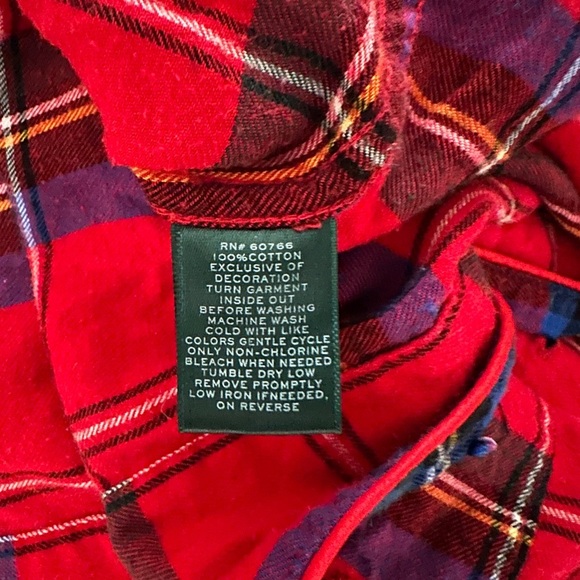 RN# 60766
100%COTTON
EXCLUSIVE OF
DECORATION
TURN GARMENT
INSIDE OUT
BEFORE WASHING
MACHINE WASH
COLD WITH LIKE
COLORS GENTLE CYCLE
ONLY NON-CHLORINE
BLEACH WHEN NEEDED
TUMBLE DRY LOW
REMOVE PROMPTLY
LOW IRON IFNEEDED,
ON REVERSE